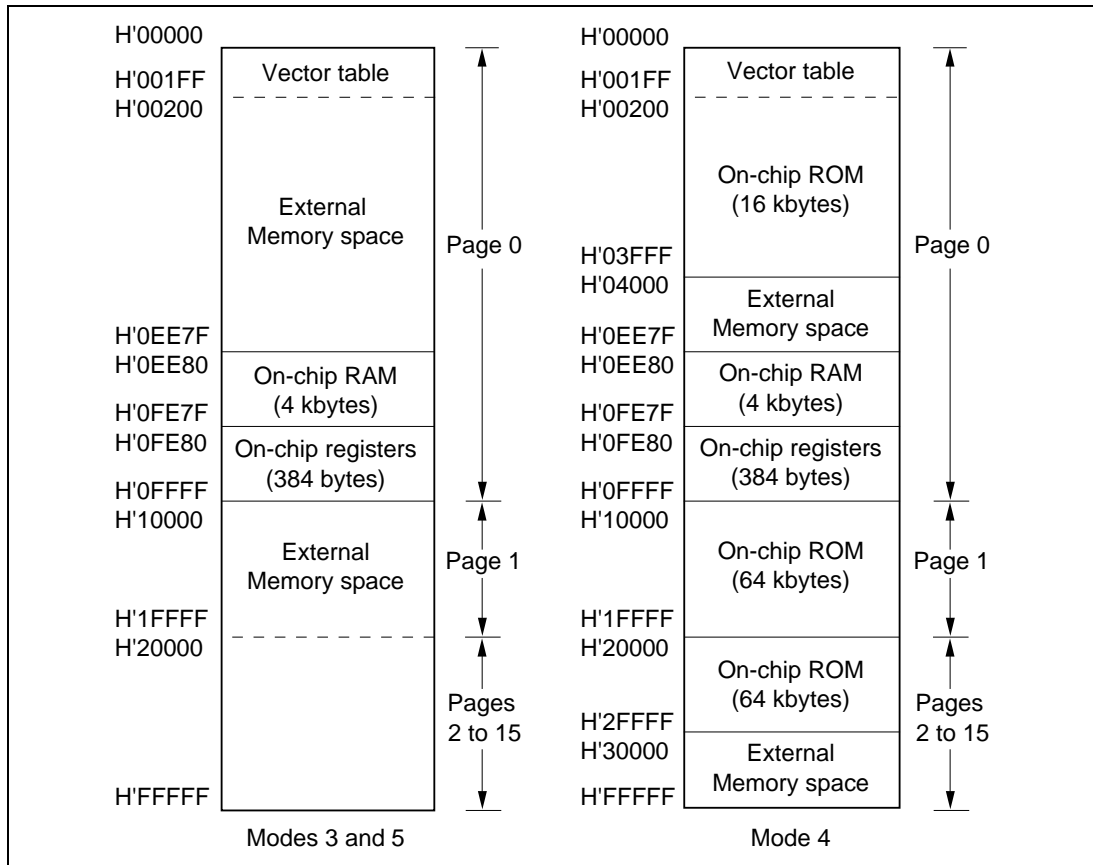 H'00000
Vector table
H'001FF
H'00200
External
Memory space
Page 0
H'0EE7F
H'0EE80
On-chip RAM
(4 kbytes)
H'0FE7F
H'0FE80
On-chip registers
(384 bytes)
H'0FFFF
H'10000
External
Memory space
Page 1
H'1FFFF
H'20000
Pages
2 to 15
H'FFFFF
Modes 3 and 5
H'00000
Vector table
H'001FF
H'00200
On-chip ROM
(16 kbytes)
Page 0
H'03FFF
H'04000
External
Memory space
H'0EE7F
H'0EE80
On-chip RAM
(4 kbytes)
H'0FE7F
H'0FE80
On-chip registers
(384 bytes)
H'0FFFF
H'10000
On-chip ROM
(64 kbytes)
Page 1
H'1FFFF
H'20000
On-chip ROM
(64 kbytes)
Pages
2 to 15
H'2FFFF
H'30000
External
Memory space
H'FFFFF
Mode 4